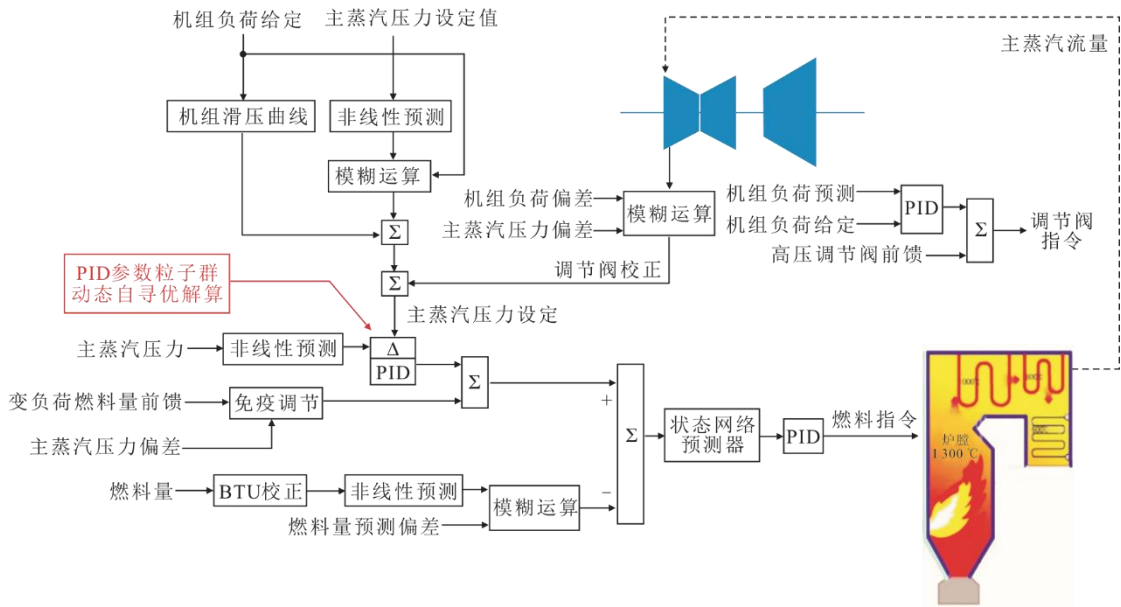 机组负荷给定
主蒸汽压力设定值
主蒸汽流量
机组滑压曲线
非线性预测
模糊运算
机组负荷偏差
主蒸汽压力偏差
模糊运算
机组负荷预测
机组负荷给定
PID
高压调节阀前馈
Σ
调节阀
指令
Σ
Σ
调节阀校正
PID参数粒子群
动态自寻优解算
主蒸汽压力设定
主蒸汽压力
非线性预测
Δ
PID
Σ
变负荷燃料量前馈
免疫调节
主蒸汽压力偏差
+
Σ
−
状态网络
预测器
PID
燃料指令
炉膛
1 300 ℃
燃料量
BTU校正
非线性预测
模糊运算
燃料量预测偏差